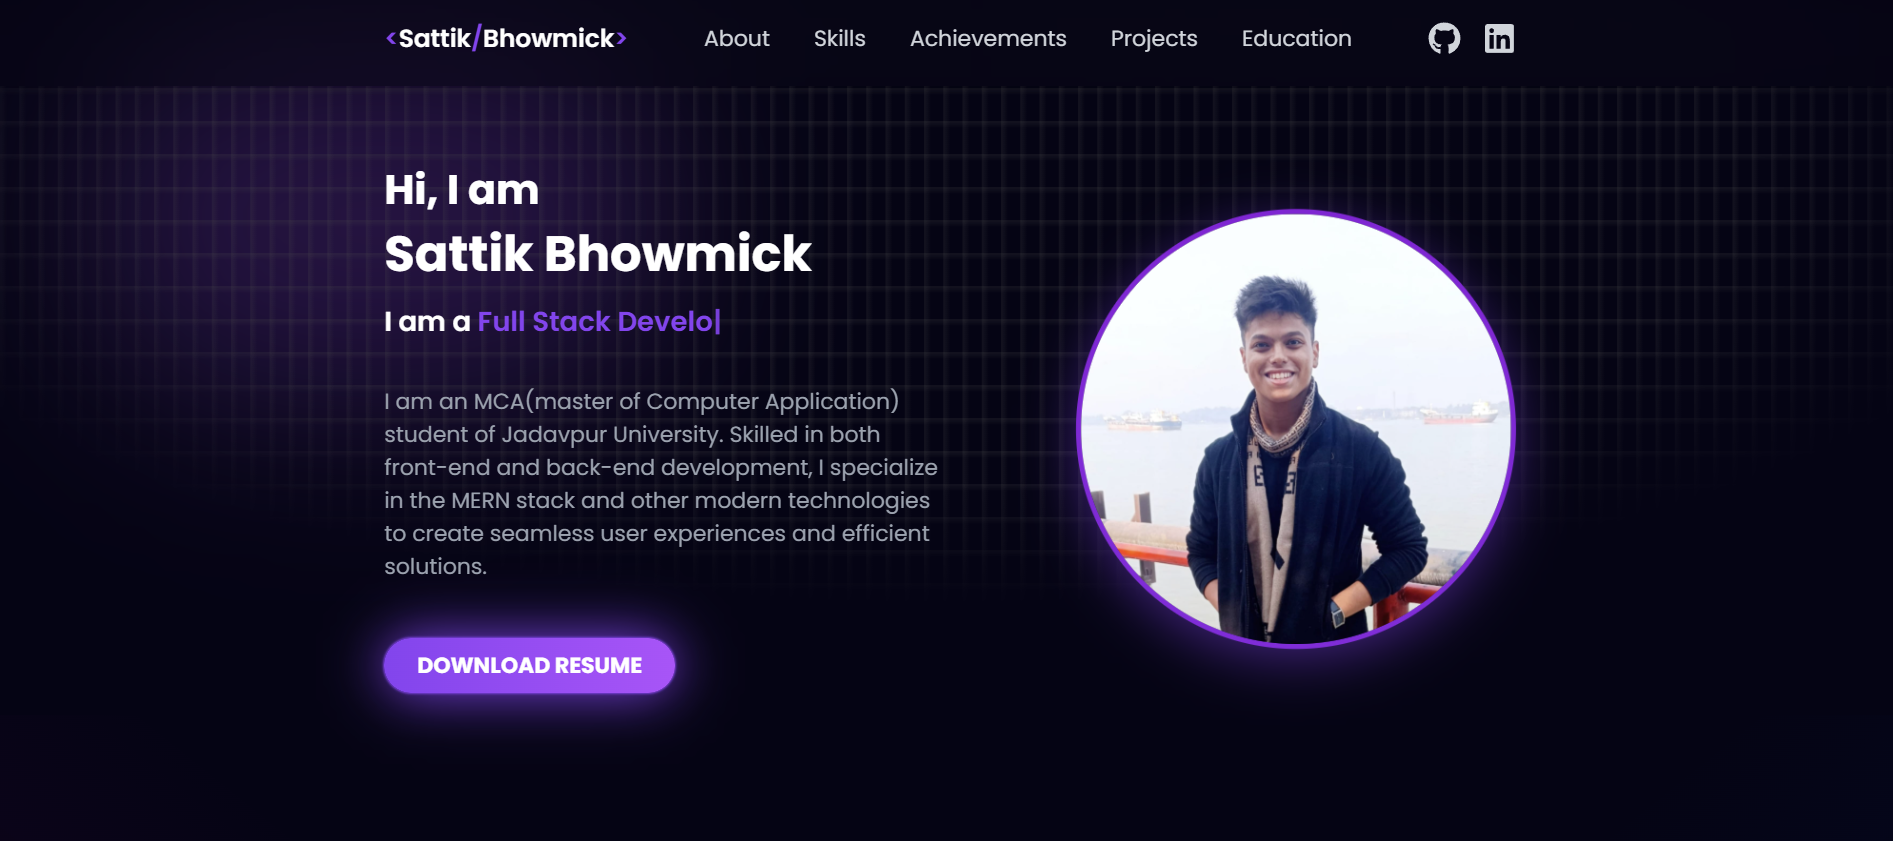 <Sattik/Bhowmick>
About Skills Achievements Projects Education
Hi, I am
Sattik Bhowmick
I am a Full Stack Develo|
I am an MCA(master of Computer Application)
student of Jadavpur University. Skilled in both
front-end and back-end development, I specialize
in the MERN stack and other modern technologies
to create seamless user experiences and efficient
solutions.
DOWNLOAD RESUME